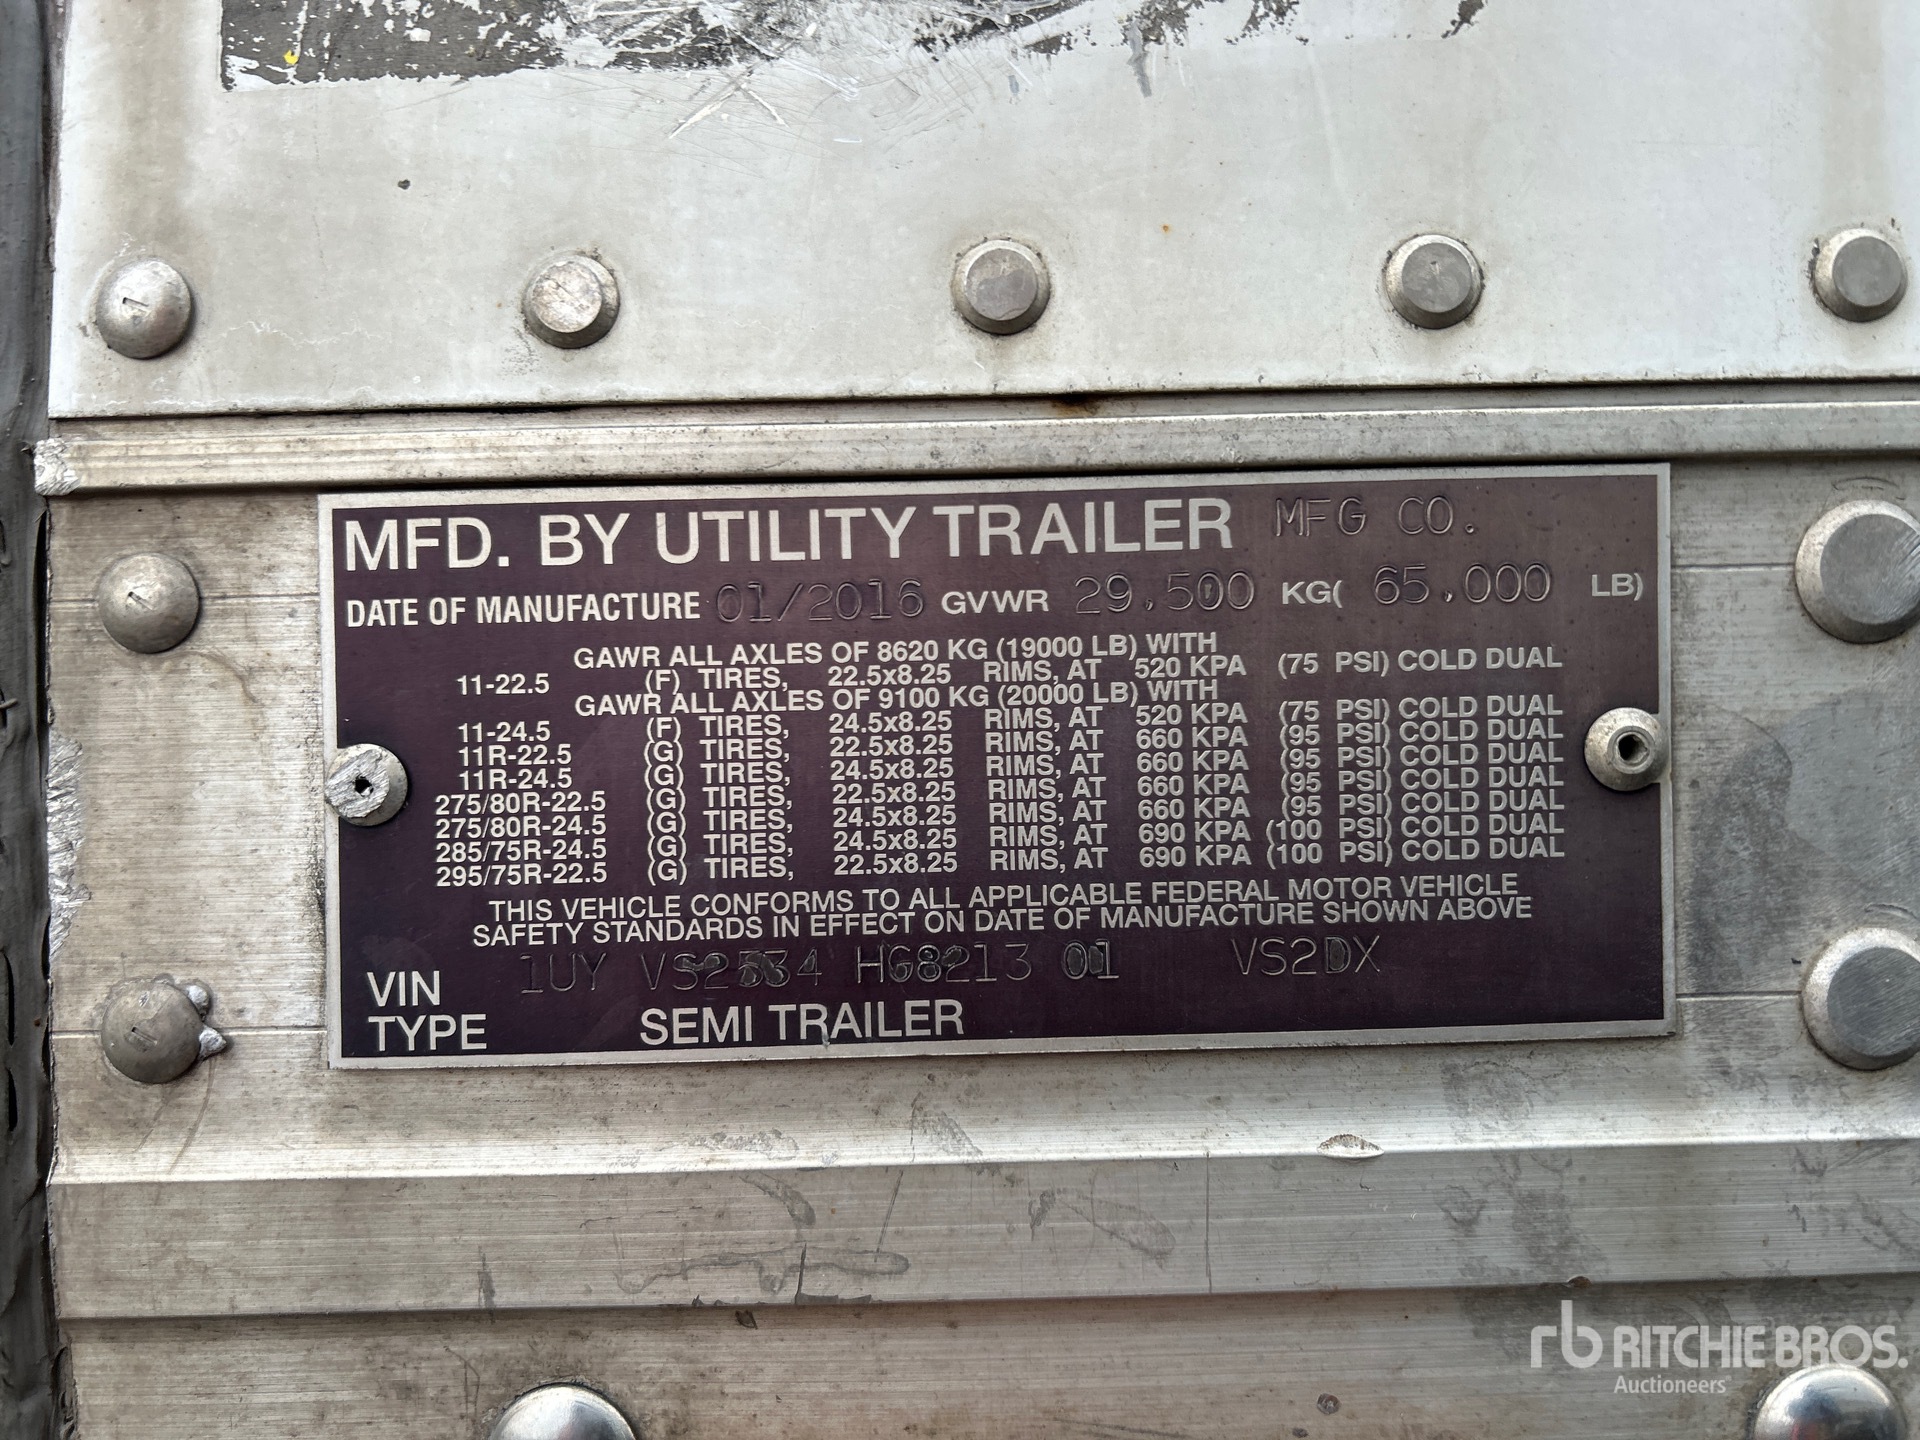 MFD. BY UTILITY TRAILER MFG CO.
DATE OF MANUFACTURE 01/2016 GVWR 29,500 KG( 65,000 LB)
GAWR ALL AXLES OF 8620 KG (19000 LB) WITH
11-22.5 (F) TIRES, 22.5x8.25 RIMS, AT 520 KPA (75 PSI) COLD DUAL
GAWR ALL AXLES OF 9100 KG (20000 LB) WITH
11-24.5 (F) TIRES, 24.5x8.25 RIMS, AT 520 KPA (75 PSI) COLD DUAL
11R-22.5 (G) TIRES, 22.5x8.25 RIMS, AT 660 KPA (95 PSI) COLD DUAL
11R-24.5 (G) TIRES, 24.5x8.25 RIMS, AT 660 KPA (95 PSI) COLD DUAL
275/80R-22.5 (G) TIRES, 22.5x8.25 RIMS, AT 660 KPA (95 PSI) COLD DUAL
275/80R-24.5 (G) TIRES, 24.5x8.25 RIMS, AT 660 KPA (95 PSI) COLD DUAL
285/75R-24.5 (G) TIRES, 24.5x8.25 RIMS, AT 690 KPA (100 PSI) COLD DUAL
295/75R-22.5 (G) TIRES, 22.5x8.25 RIMS, AT 690 KPA (100 PSI) COLD DUAL
THIS VEHICLE CONFORMS TO ALL APPLICABLE FEDERAL MOTOR VEHICLE
SAFETY STANDARDS IN EFFECT ON DATE OF MANUFACTURE SHOWN ABOVE
VIN 1UY 01 VS2DX
TYPE SEMI TRAILER
rb RITCHIE BROS.
Auctioneers